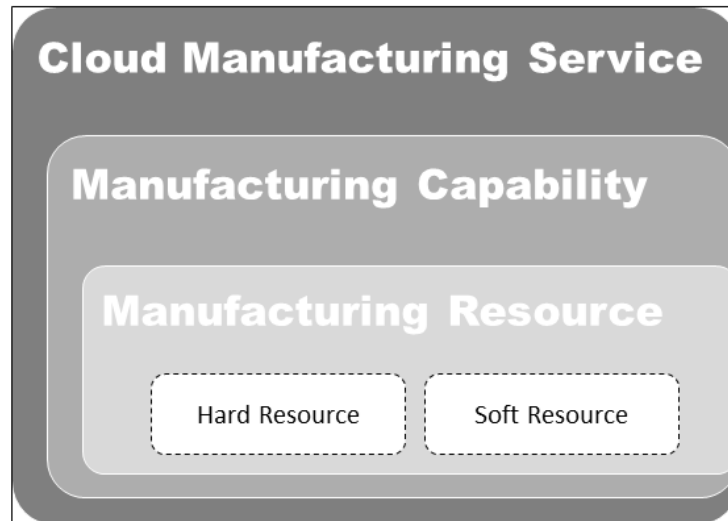 Cloud Manufacturing Service
Manufacturing Capability
Manufacturing Resource
Hard Resource
Soft Resource